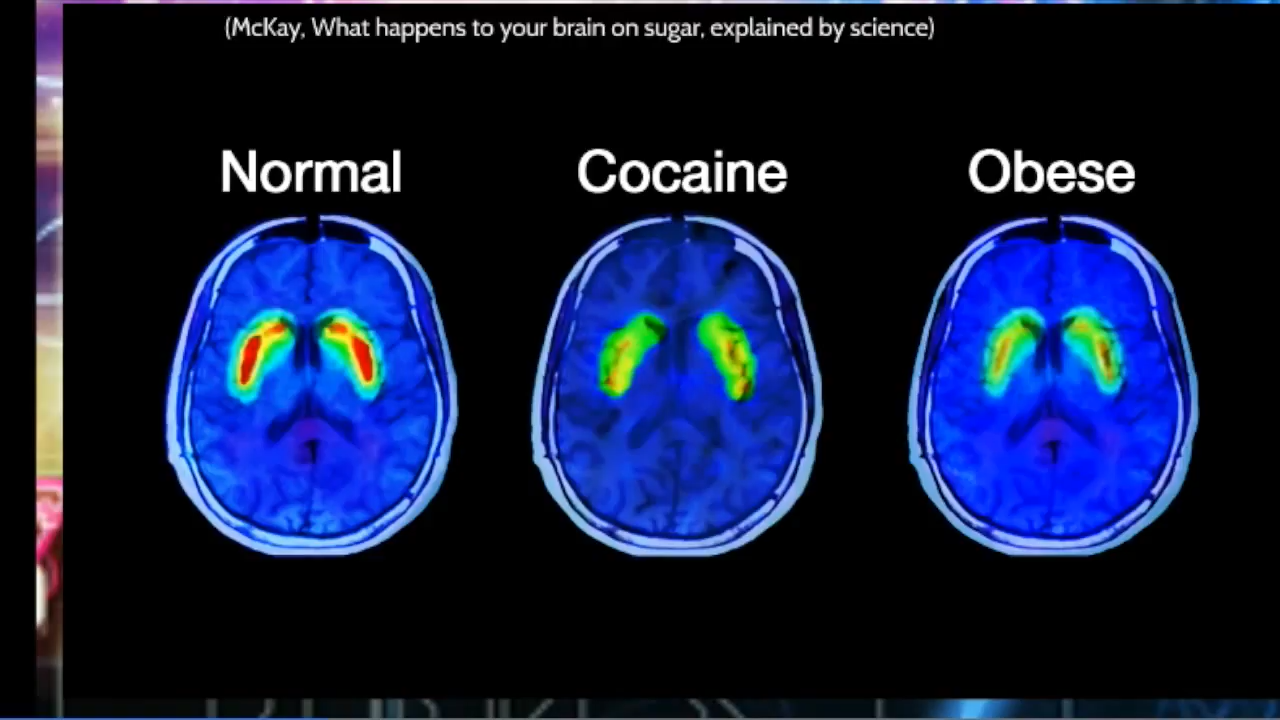 (McKay, What happens to your brain on sugar, explained by science)
Normal
Cocaine
Obese